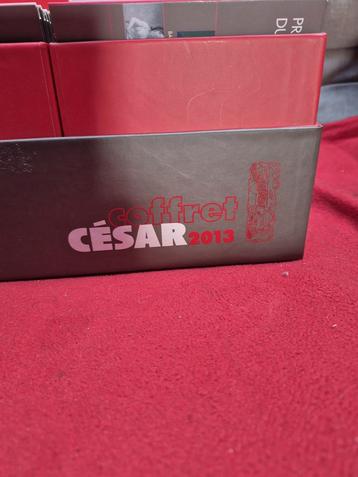 PR
DU
coffret
CÉSAR 2013